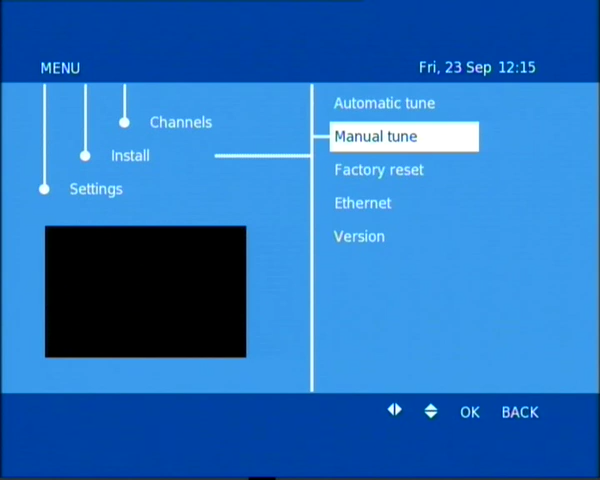 MENU
Fri, 23 Sep 12:15
Channels
Install
Settings
Automatic tune
Manual tune
Factory reset
Ethernet
Version
OK BACK